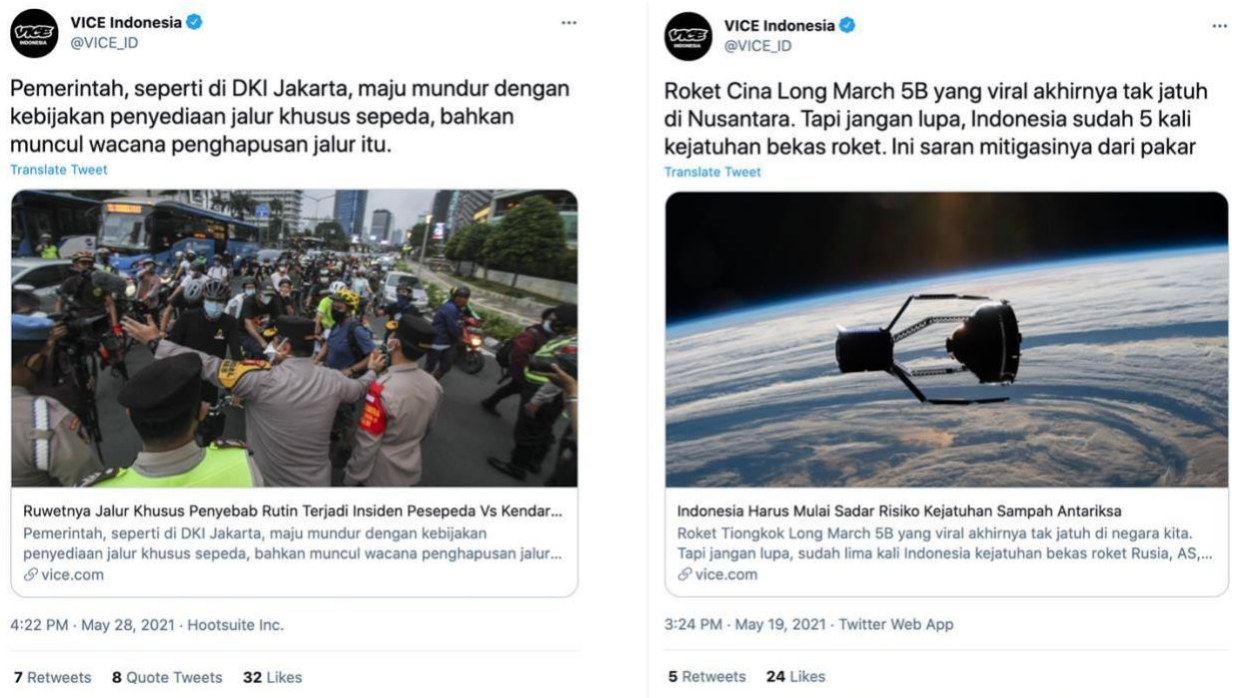 VICE Indonesia
@VICE_ID
Pemerintah, seperti di DKI Jakarta, maju mundur dengan
kebijakan penyediaan jalur khusus sepeda, bahkan
muncul wacana penghapusan jalur itu.
Translate Tweet
Ruwetnya Jalur Khusus Penyebab Rutin Terjadi Insiden Pesepeda Vs Kendar...
Pemerintah, seperti di DKI Jakarta, maju mundur dengan kebijakan
penyediaan jalur khusus sepeda, bahkan muncul wacana penghapusan jalur...
vice.com
4:22 PM · May 28, 2021 · Hootsuite Inc.
7 Retweets 8 Quote Tweets 32 Likes
VICE Indonesia
@VICE_ID
Roket Cina Long March 5B yang viral akhirnya tak jatuh
di Nusantara. Tapi jangan lupa, Indonesia sudah 5 kali
kejatuhan bekas roket. Ini saran mitigasinya dari pakar
Translate Tweet
Indonesia Harus Mulai Sadar Risiko Kejatuhan Sampah Antariksa
Roket Tiongkok Long March 5B yang viral akhirnya tak jatuh di negara kita.
Tapi jangan lupa, sudah lima kali Indonesia kejatuhan bekas roket Rusia, AS,...
vice.com
3:24 PM · May 19, 2021 · Twitter Web App
5 Retweets 24 Likes